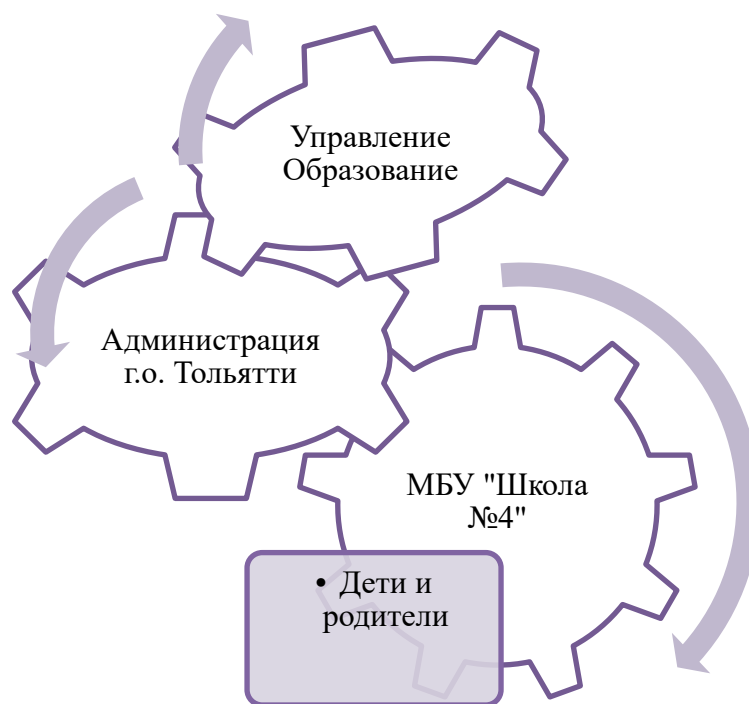 Управление
Образование
Администрация
г.о. Тольятти
МБУ "Школа
№4"
• Дети и
родители